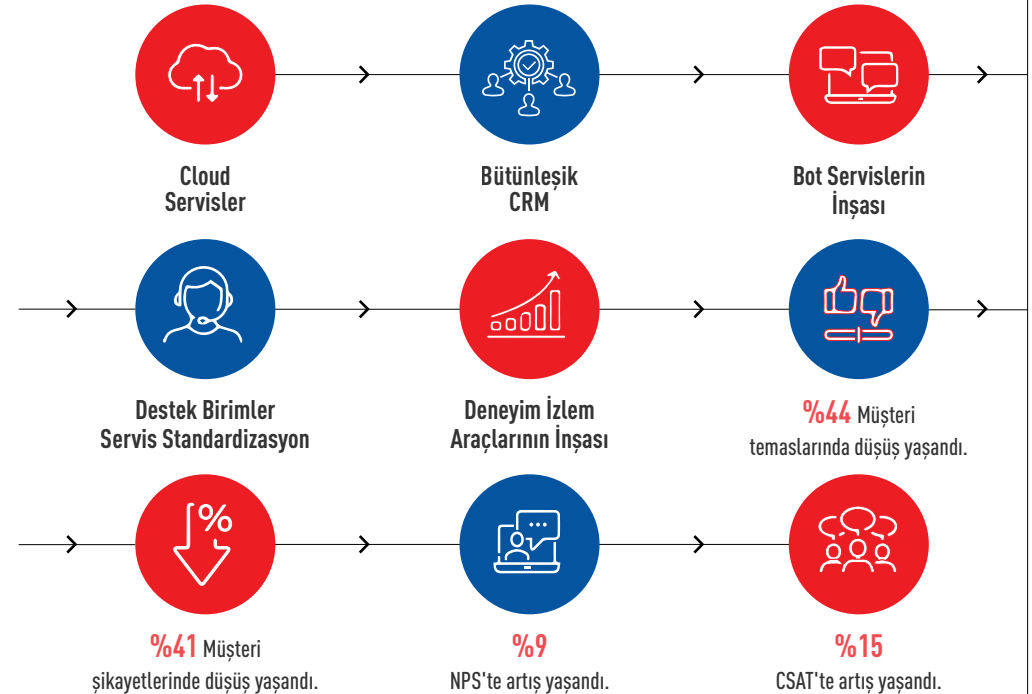 Cloud
Servisler
Bütünleşik
CRM
Bot Servislerin
İnşası
Destek Birimler
Servis Standardizasyon
Deneyim İzlem
Araçlarının İnşası
%44 Müşteri
temaslarında düşüş yaşandı.
%
%41 Müşteri
şikayetlerinde düşüş yaşandı.
%9
NPS'te artış yaşandı.
%15
CSAT'te artış yaşandı.